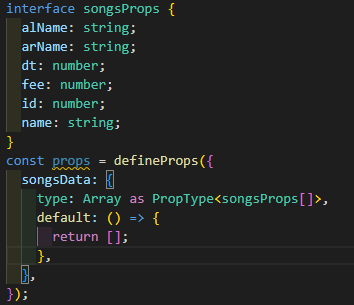 interface songsProps {
  alName: string;
  arName: string;
  dt: number;
  fee: number;
  id: number;
  name: string;
}
const props = defineProps({
  songsData: {
    type: Array as PropType<songsProps[]>,
    default: () => {
      return [];
    },
  },
});